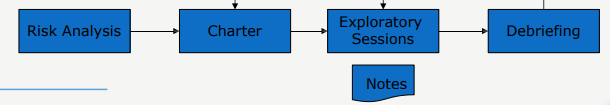 Risk Analysis
Charter
Exploratory
Sessions
Debriefing
Notes